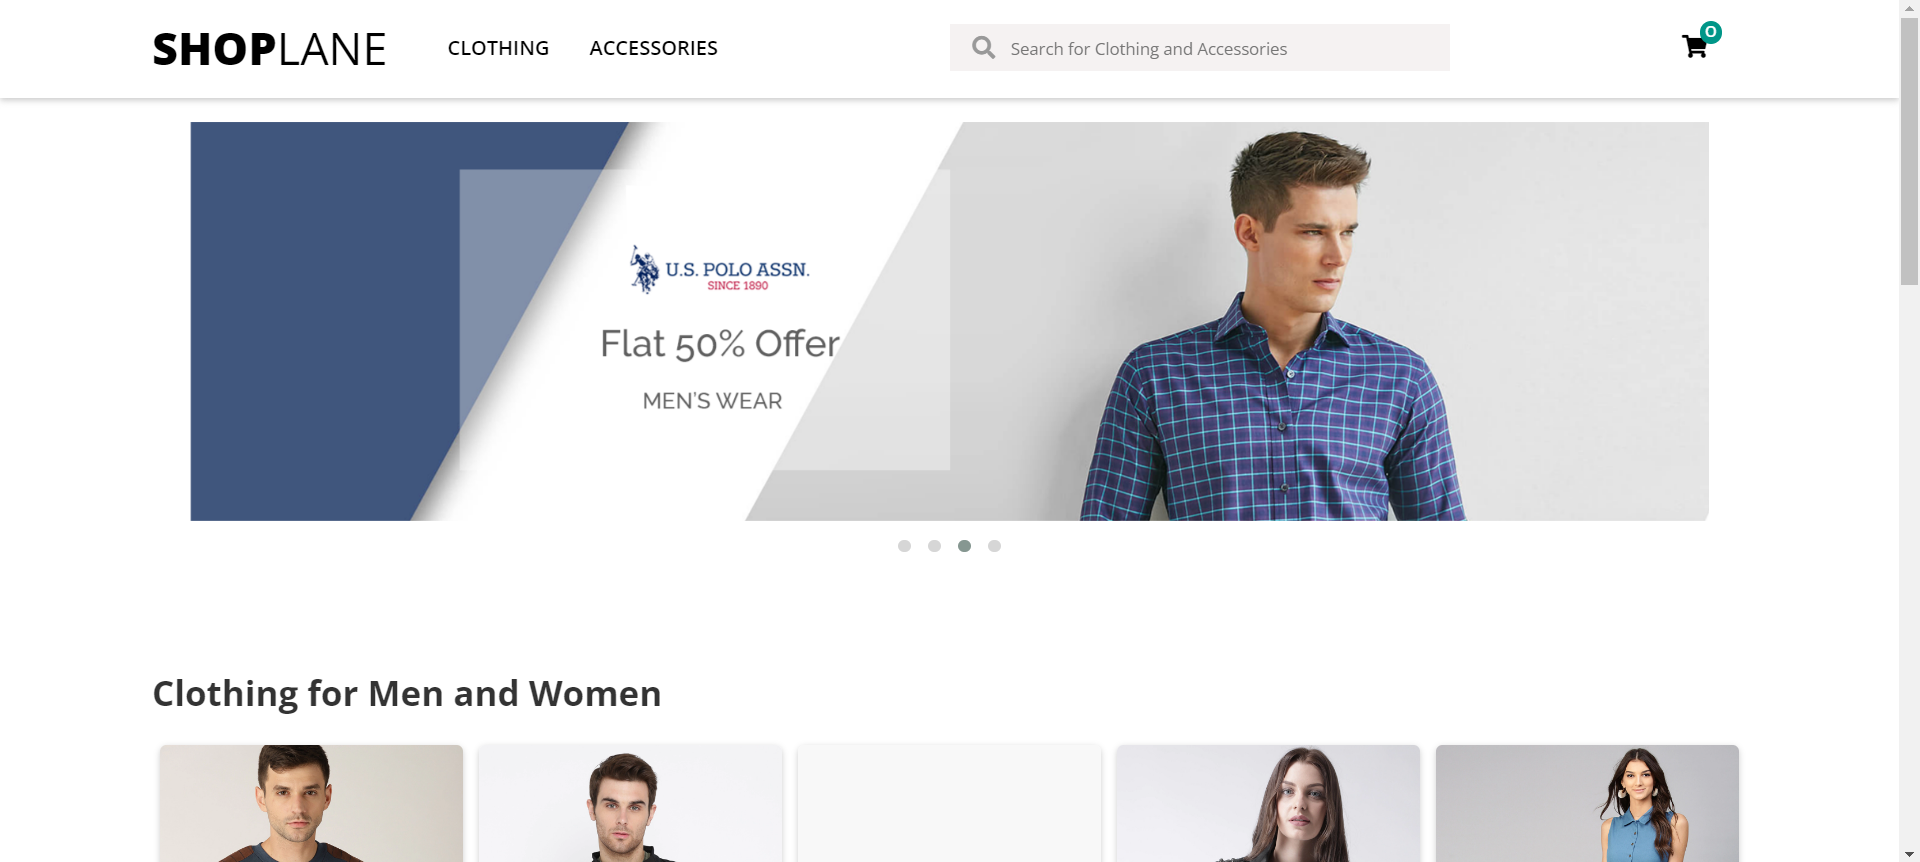 SHOPLANE
CLOTHING
ACCESSORIES
Search for Clothing and Accessories
0
U.S. POLO ASSN.
SINCE 1890
Flat 50% Offer
MEN'S WEAR
Clothing for Men and Women